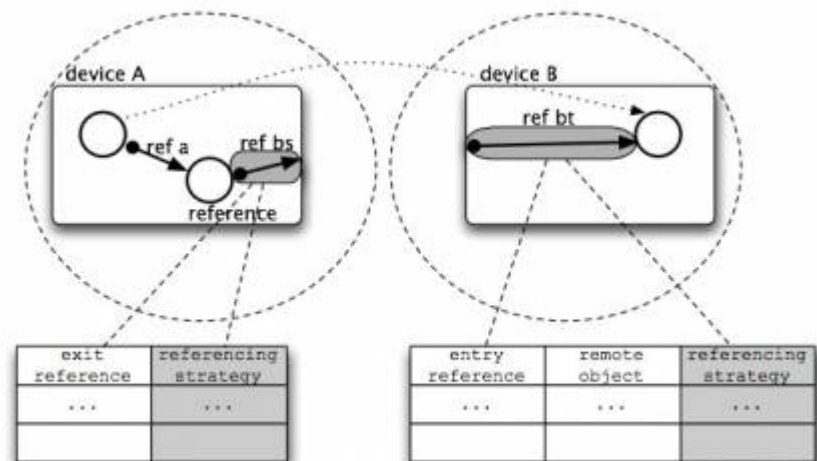 device A
device B
ref a
ref bs
ref bt
reference
exit
reference
referencing
strategy
...
...
entry
reference
remote
object
referencing
strategy
...
...
...